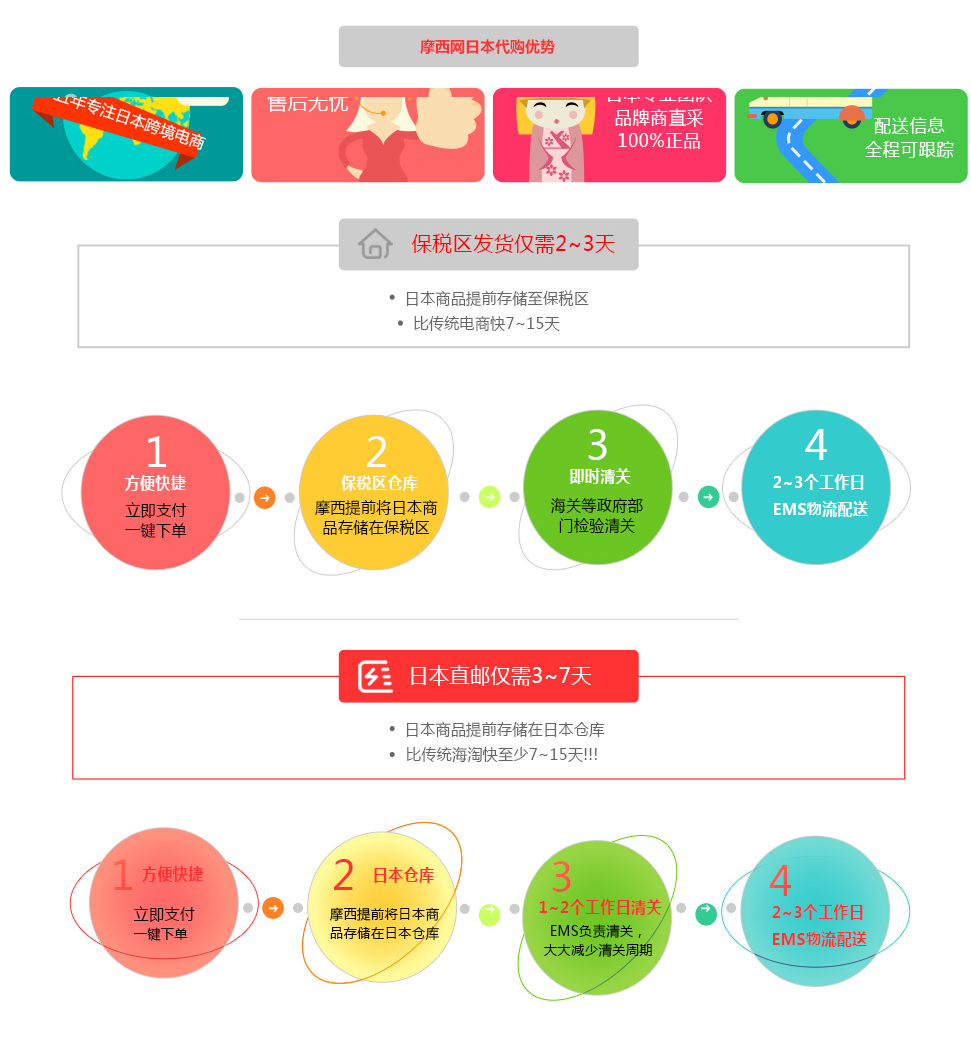 摩西网日本代购优势
五年专注日本跨境电商
售后无忧
日本专业团队
品牌商直采
100%正品
配送信息
全程可跟踪
保税区发货仅需2~3天
• 日本商品提前存储至保税区
• 比传统电商快7~15天
1
方便快捷
立即支付
一键下单
2
保税区仓库
摩西提前将日本商
品存储在保税区
3
即时清关
海关等政府部
门检验清关
4
2~3个工作日
EMS物流配送
日本直邮仅需3~7天
• 日本商品提前存储在日本仓库
• 比传统海淘快至少7~15天!!!
1 方便快捷
立即支付
一键下单
2 日本仓库
摩西提前将日本商
品存储在日本仓库
3
1~2个工作日清关
EMS负责清关，
大大减少清关周期
4
2~3个工作日
EMS物流配送